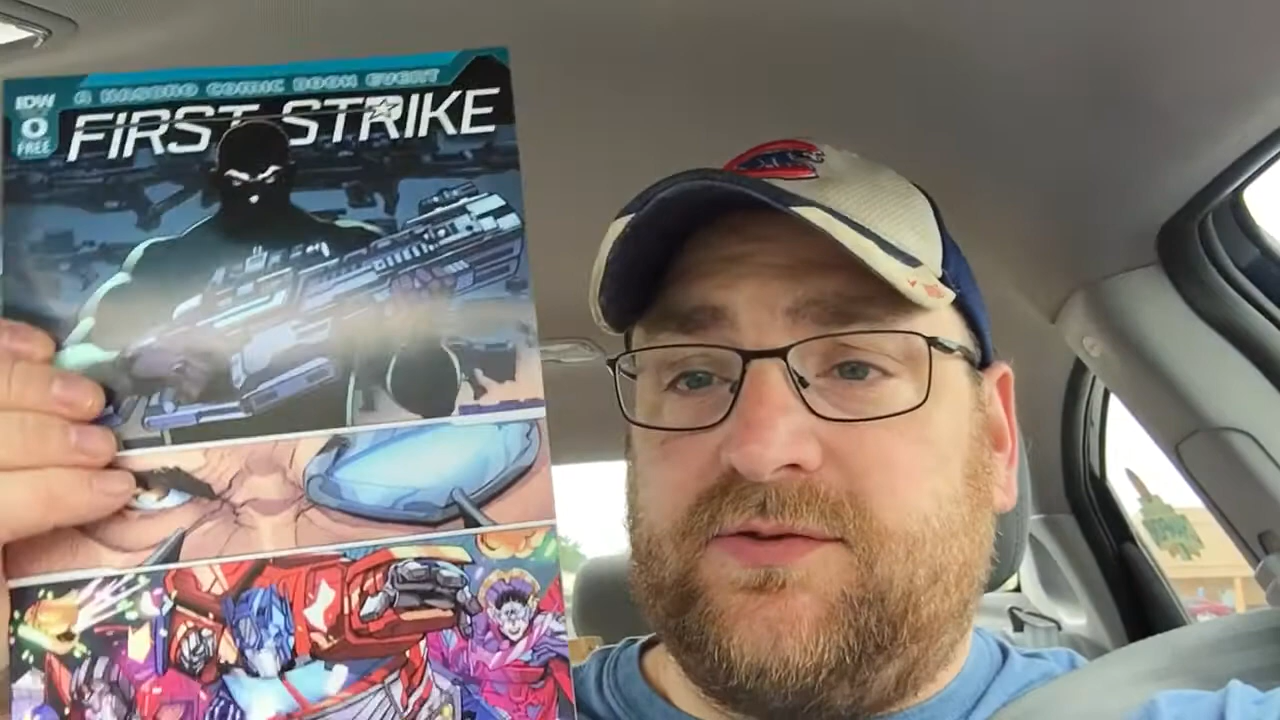 A HASBRO COMIC BOOK EVENT
IDW
0
FREE
FIRST STRIKE